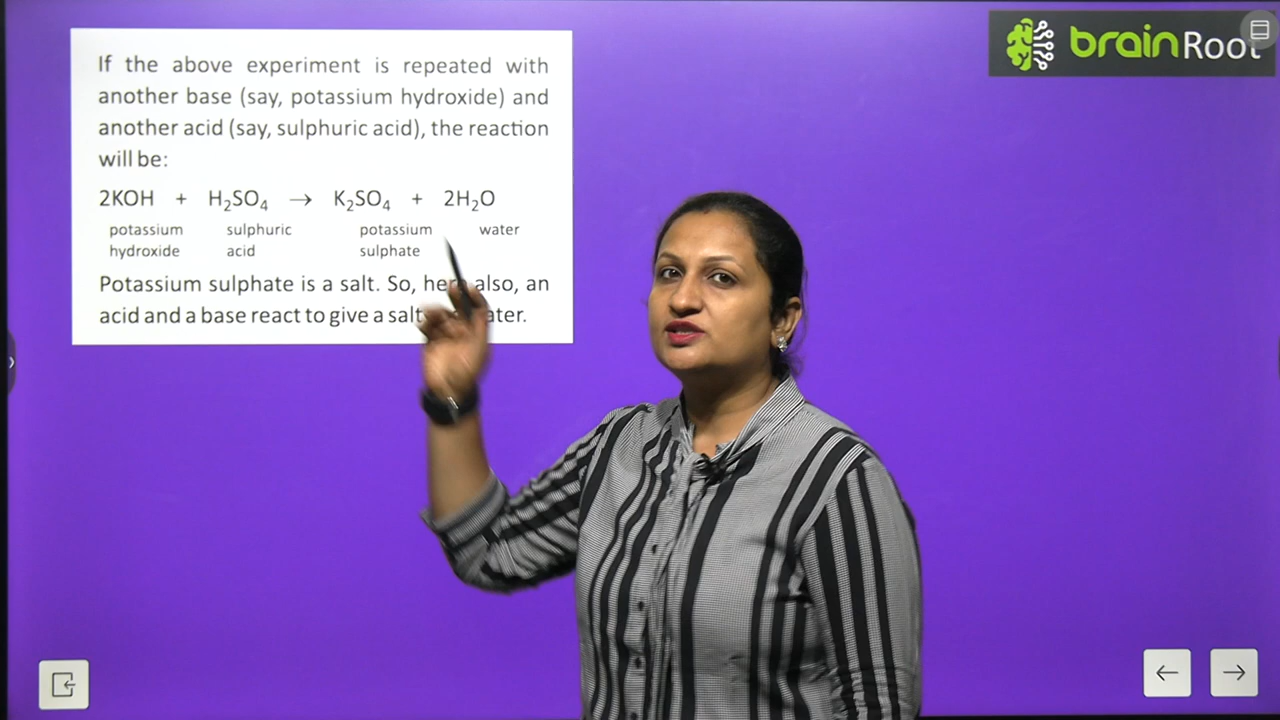 brainRoot
If the above experiment is repeated with
another base (say, potassium hydroxide) and
another acid (say, sulphuric acid), the reaction
will be:
2KOH + H₂SO₄ → K₂SO₄ + 2H₂O
potassium sulphuric potassium water
hydroxide acid sulphate
Potassium sulphate is a salt. So, here also, an
acid and a base react to give a salt water.